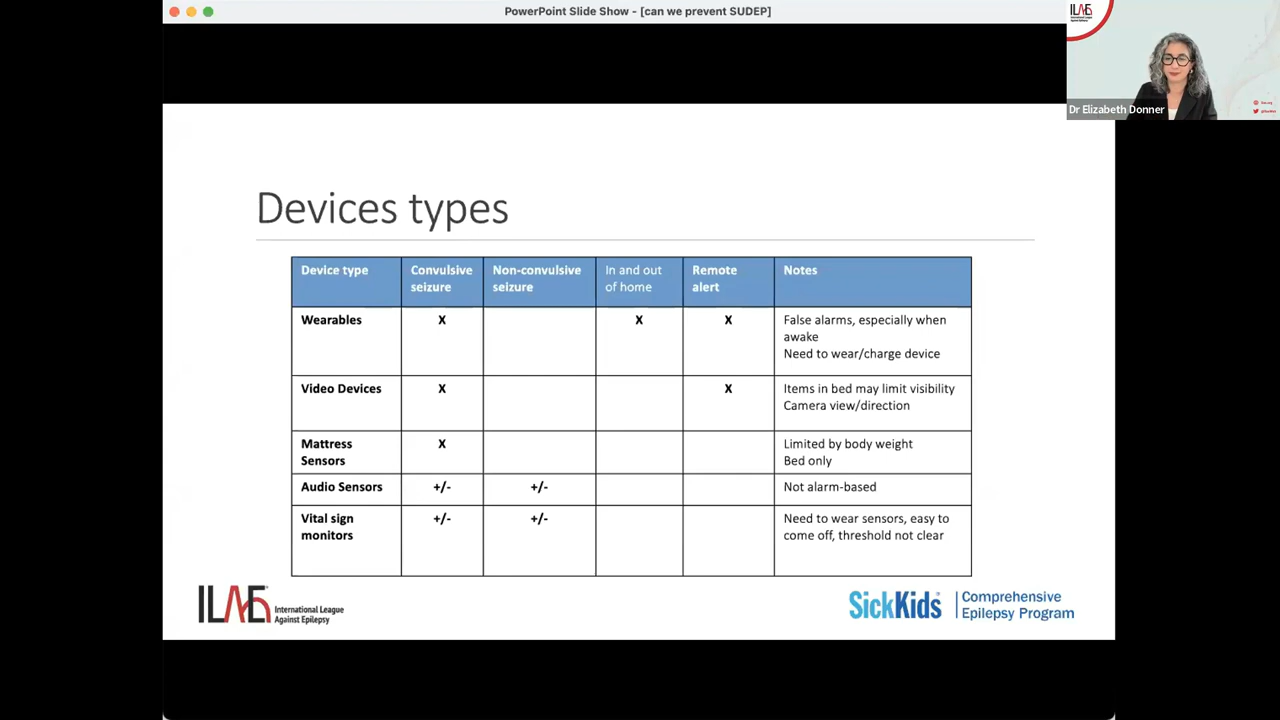 PowerPoint Slide Show - [can we prevent SUDEP]
ILAE
Dr Elizabeth Donner
Devices types
Device type
Convulsive
seizure
Non-convulsive
seizure
In and out
of home
Remote
alert
Notes
Wearables
X
X
X
False alarms, especially when
awake
Need to wear/charge device
Video Devices
X
X
Items in bed may limit visibility
Camera view/direction
Mattress
Sensors
X
Limited by body weight
Bed only
Audio Sensors
+/-
+/-
Not alarm-based
Vital sign
monitors
+/-
+/-
Need to wear sensors, easy to
come off, threshold not clear
ILAE
International League
Against Epilepsy
SickKids
Comprehensive
Epilepsy Program